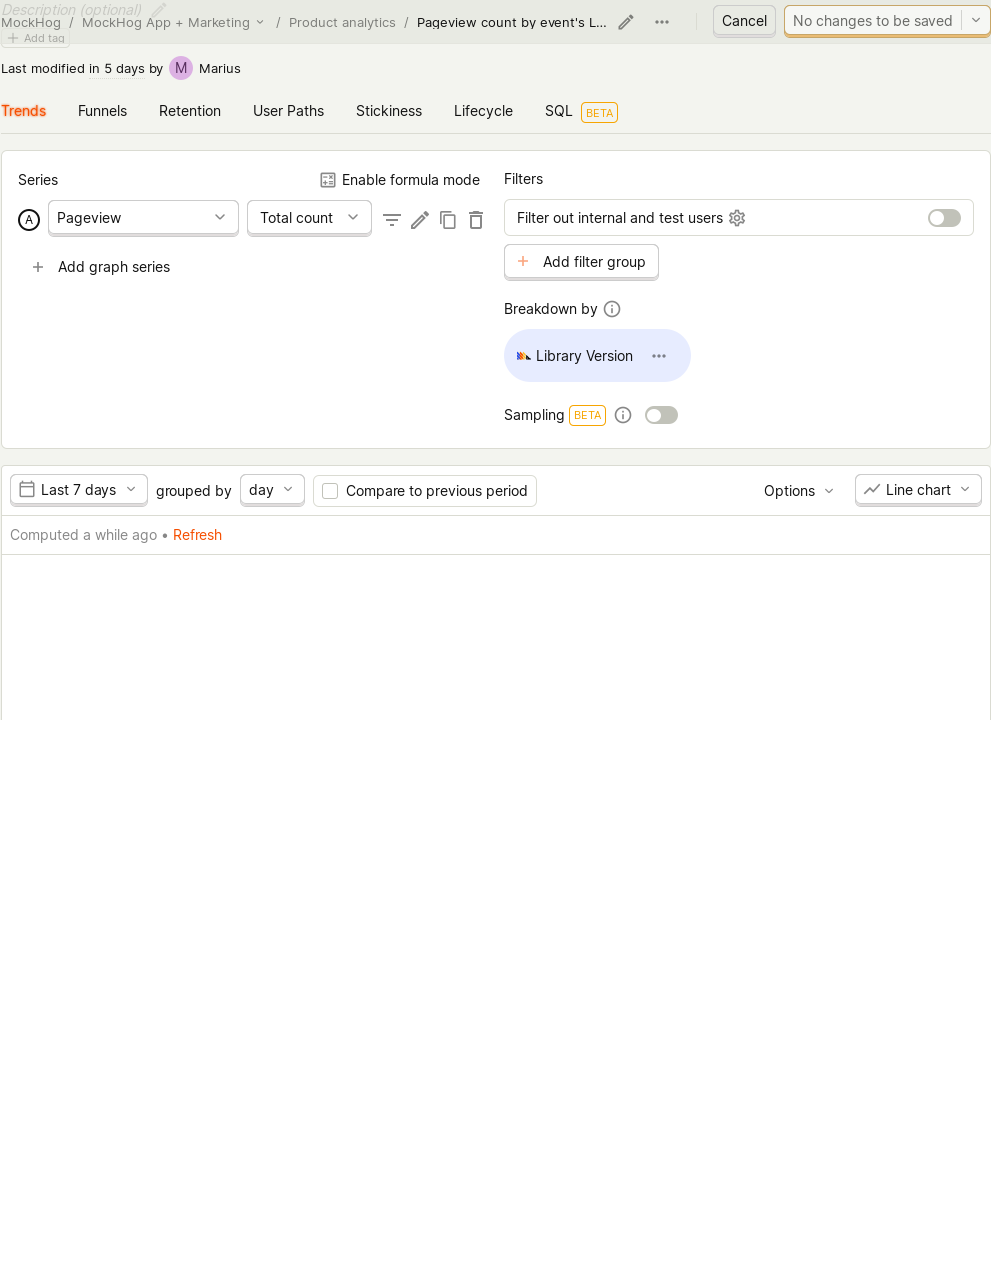 Description (optional)
MockHog / MockHog App + Marketing / Product analytics / Pageview count by event's L...
Cancel
No changes to be saved
Add tag
Last modified in 5 days by M Marius
Trends Funnels Retention User Paths Stickiness Lifecycle SQL BETA
Series
Enable formula mode
A Pageview Total count
Add graph series
Filters
Filter out internal and test users
Add filter group
Breakdown by
Library Version
Sampling BETA
Last 7 days grouped by day Compare to previous period Options Line chart
Computed a while ago • Refresh